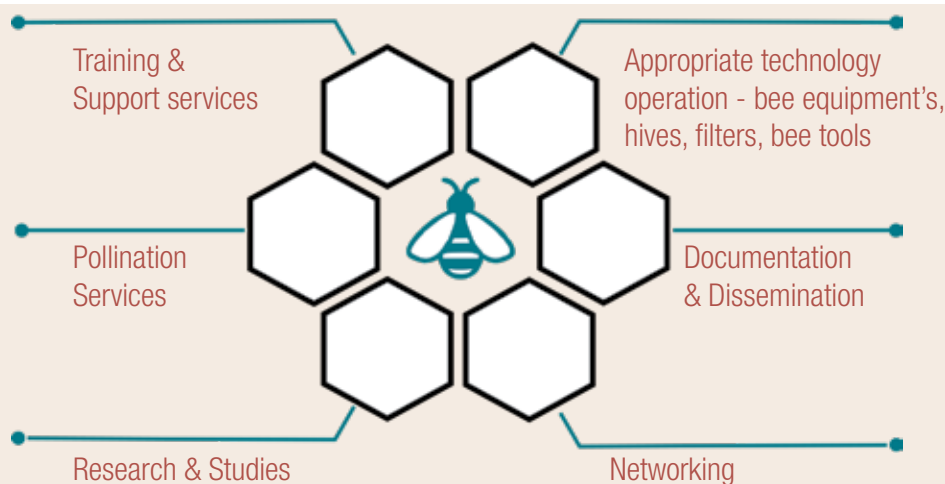 Training &
Support services
Appropriate technology
operation - bee equipment's,
hives, filters, bee tools
Pollination
Services
Documentation
& Dissemination
Research & Studies
Networking